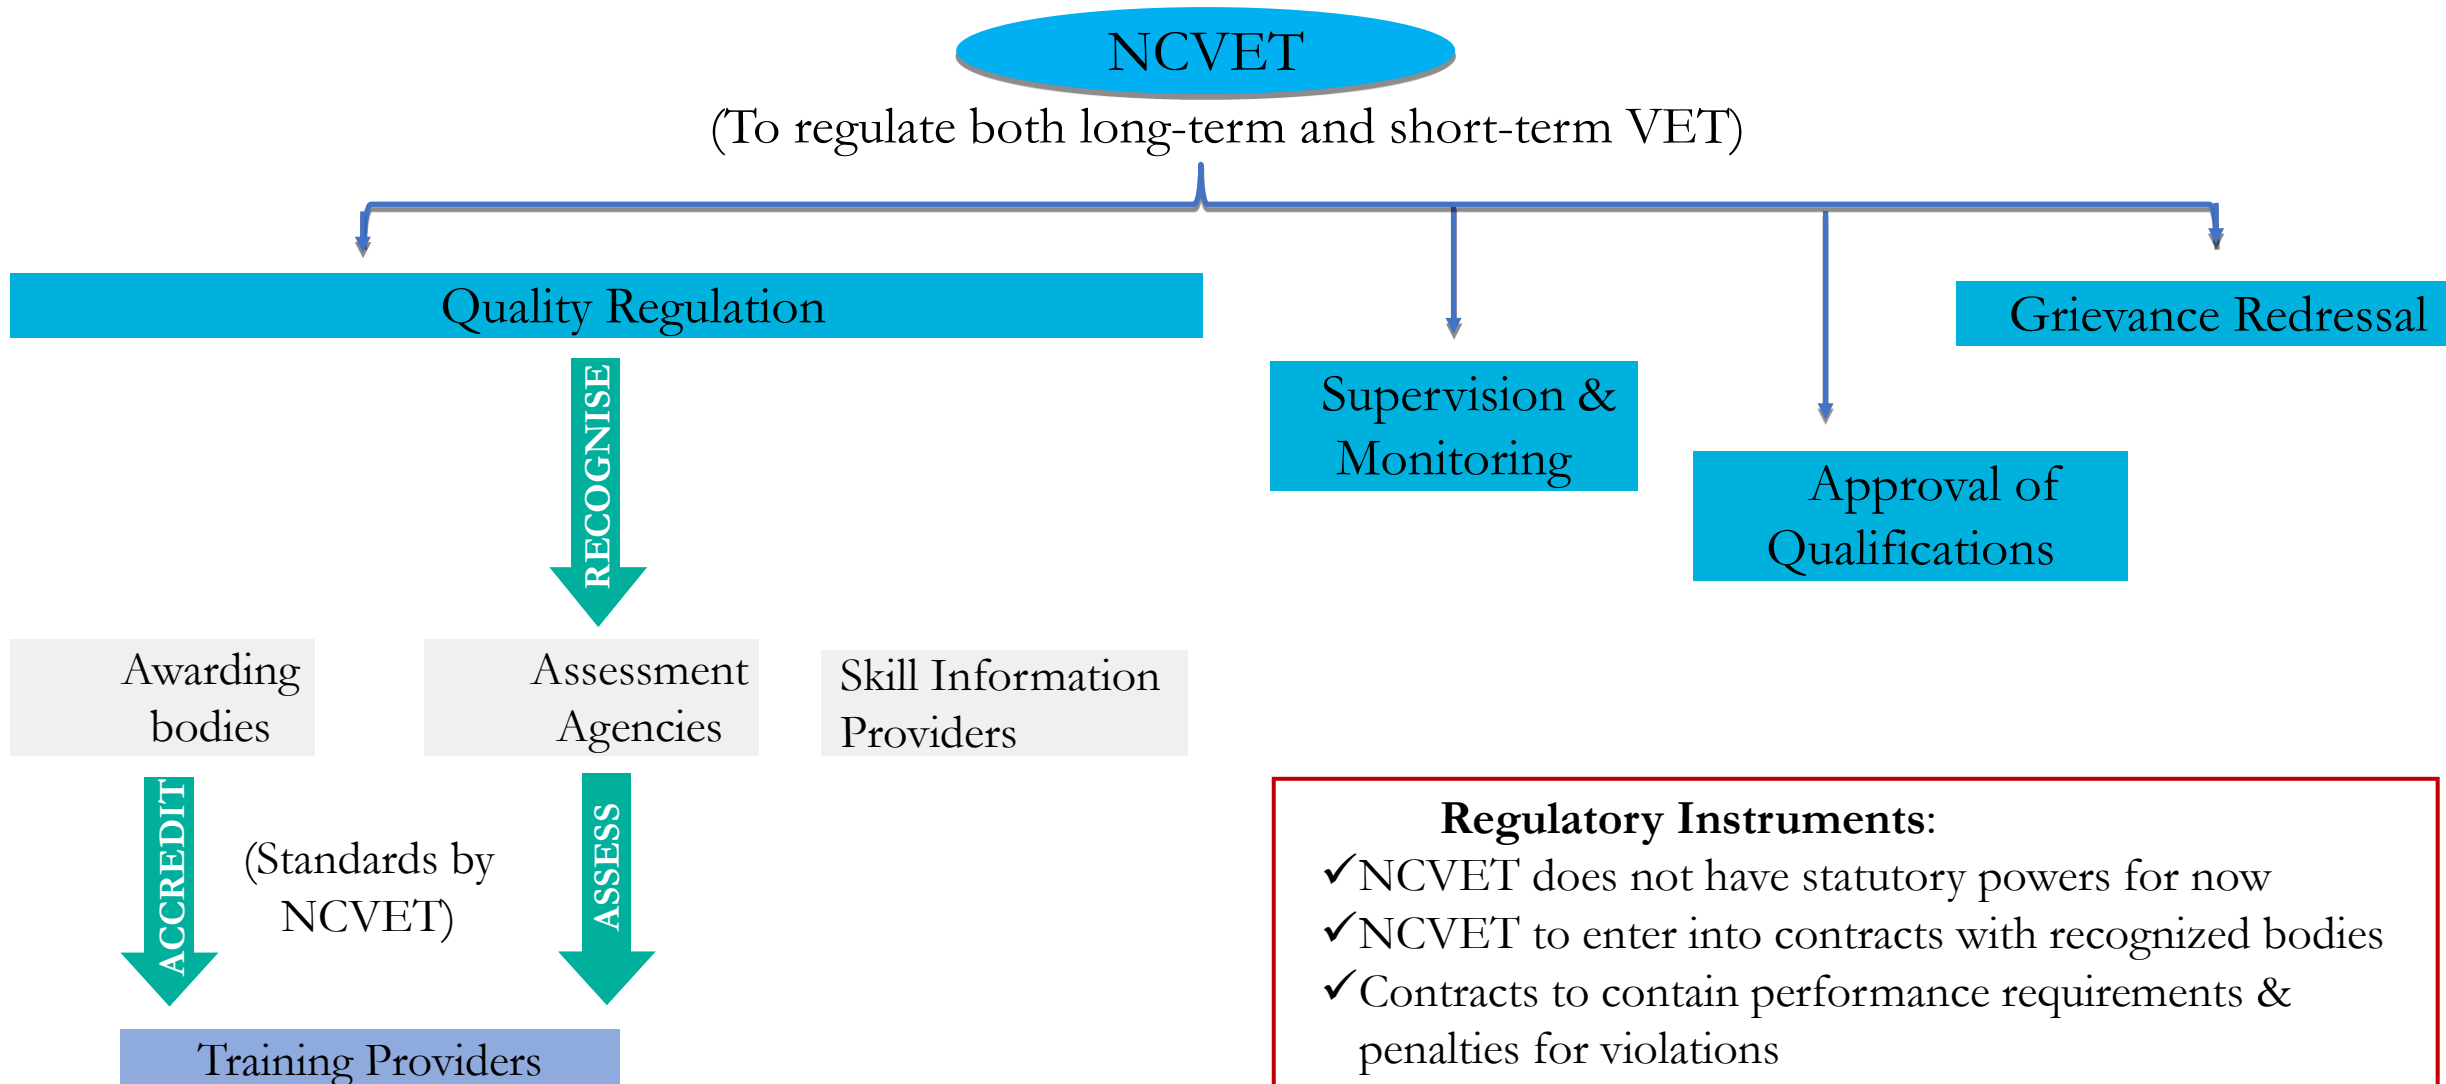 NCVET
(To regulate both long-term and short-term VET)
Quality Regulation
Grievance Redressal
Supervision &
Monitoring
Approval of
Qualifications
RECOGNISE
Awarding
bodies
Assessment
Agencies
Skill Information
Providers
ACCREDIT
(Standards by
NCVET)
ASSESS
Training Providers
Regulatory Instruments:
✓NCVET does not have statutory powers for now
✓NCVET to enter into contracts with recognized bodies
✓Contracts to contain performance requirements &
penalties for violations